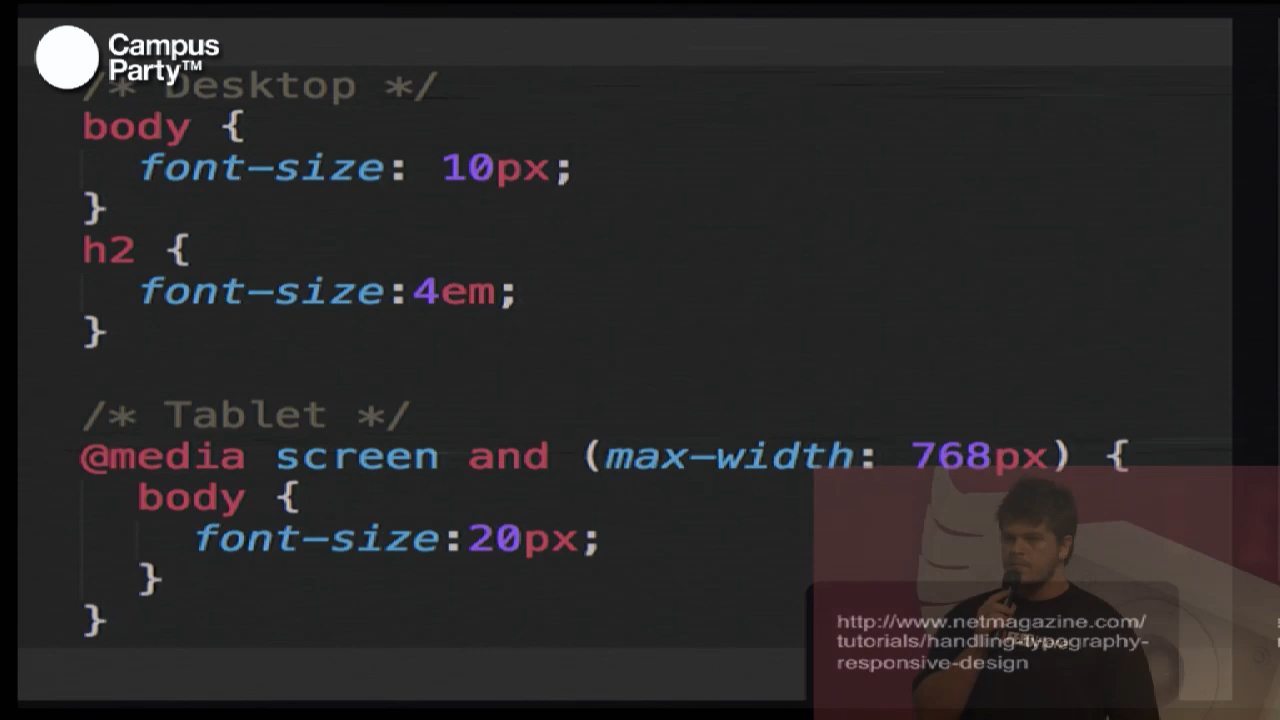 Campus
Party™
/* Desktop */
body {
font-size: 10px;
}
h2 {
font-size:4em;
}
/* Tablet */
@media screen and (max-width: 768px) {
body {
font-size:20px;
}
}
http://www.netmagazine.com/
tutorials/handling-typography-
responsive-design